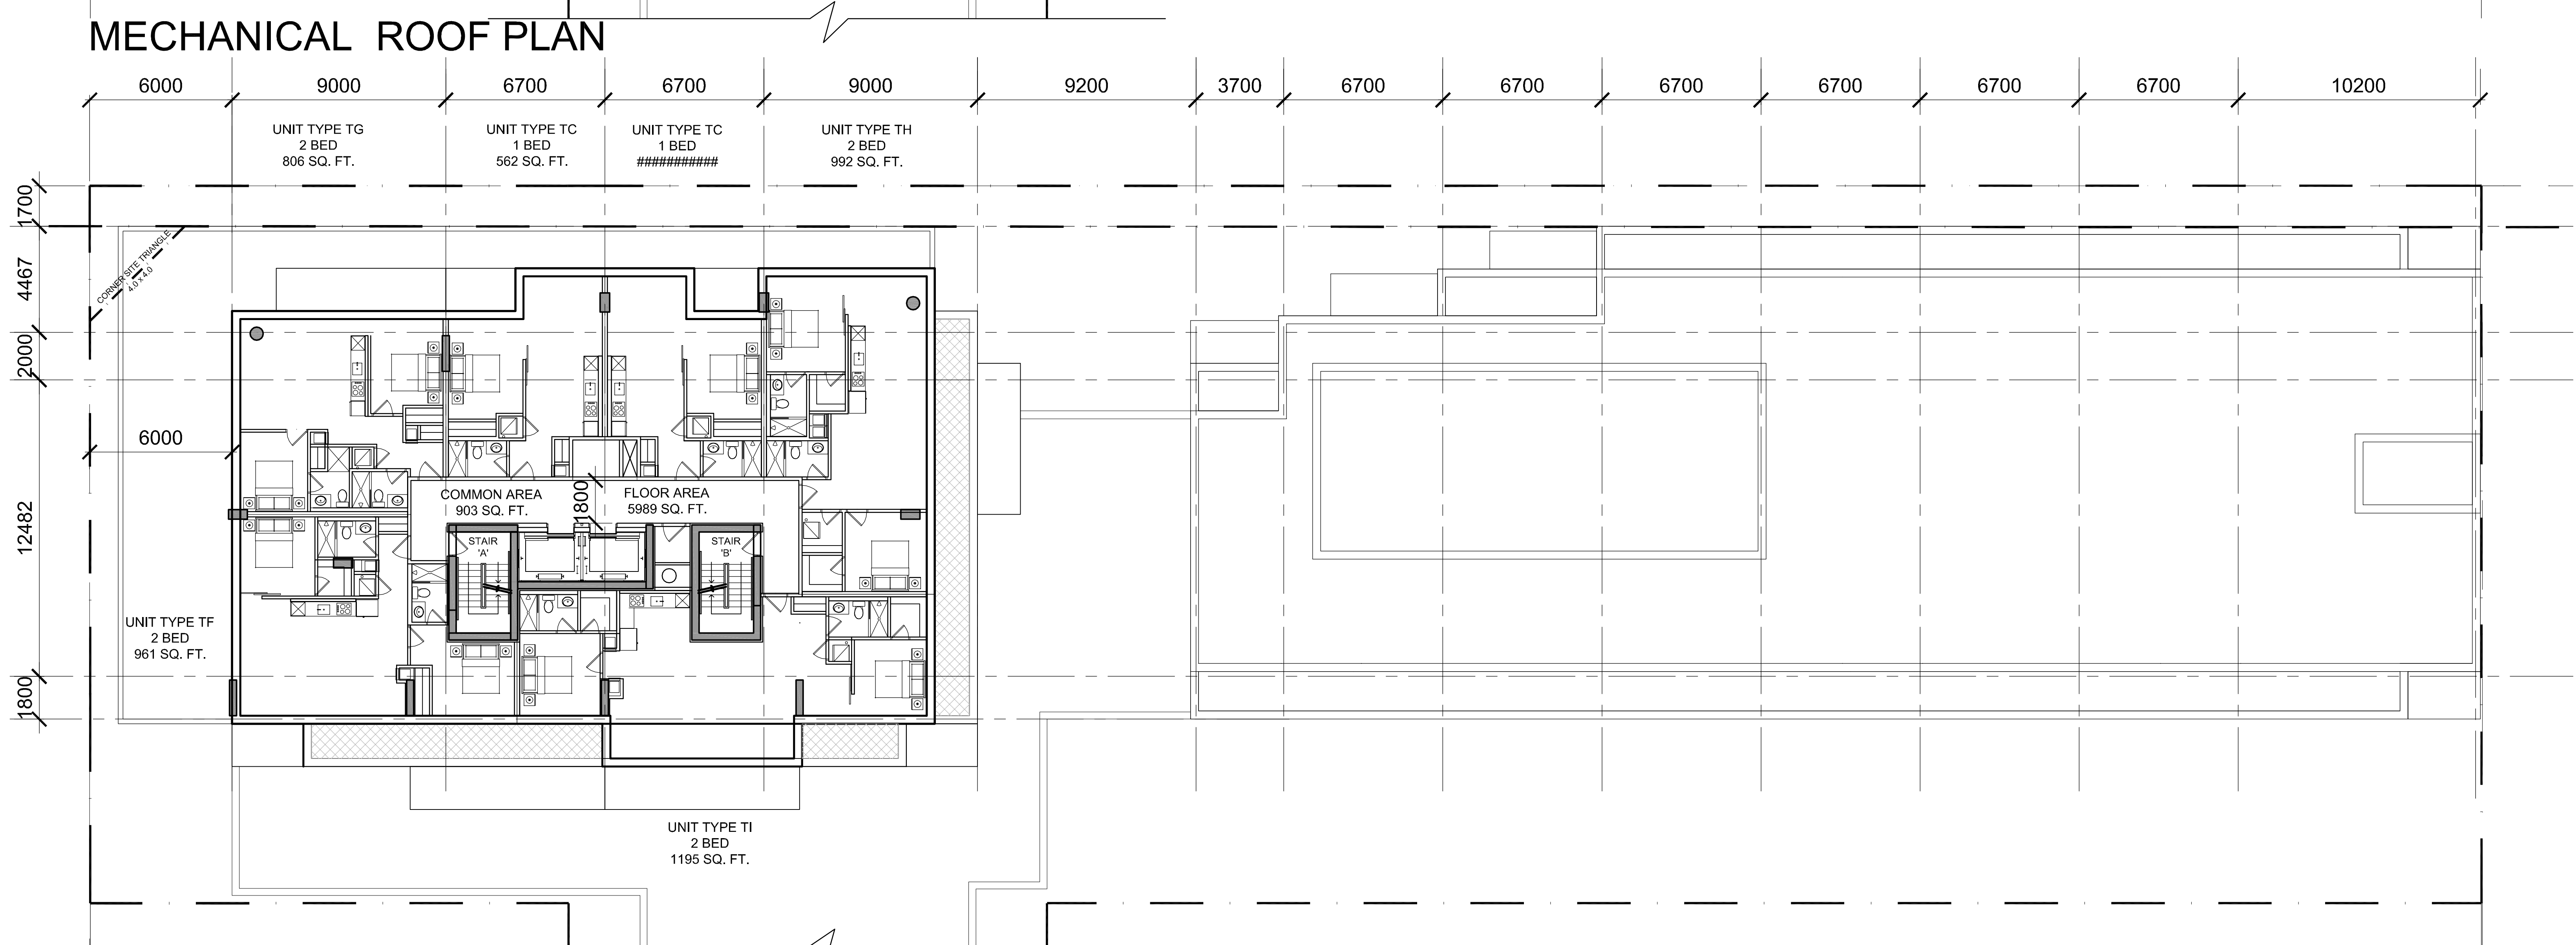 MECHANICAL ROOF PLAN
6000 9000 6700 6700 9000 9200 3700 6700 6700 6700 6700 6700 6700 10200
UNIT TYPE TG
2 BED
806 SQ. FT.
UNIT TYPE TC
1 BED
562 SQ. FT.
UNIT TYPE TC
1 BED
###########
UNIT TYPE TH
2 BED
992 SQ. FT.
1700
4467
2000
12482
1800
CORNER SITE TRIANGLE
4.0 x 4.0
6000
COMMON AREA
903 SQ. FT.
1800
FLOOR AREA
5989 SQ. FT.
STAIR
'A'
STAIR
'B'
UNIT TYPE TF
2 BED
961 SQ. FT.
UNIT TYPE TI
2 BED
1195 SQ. FT.